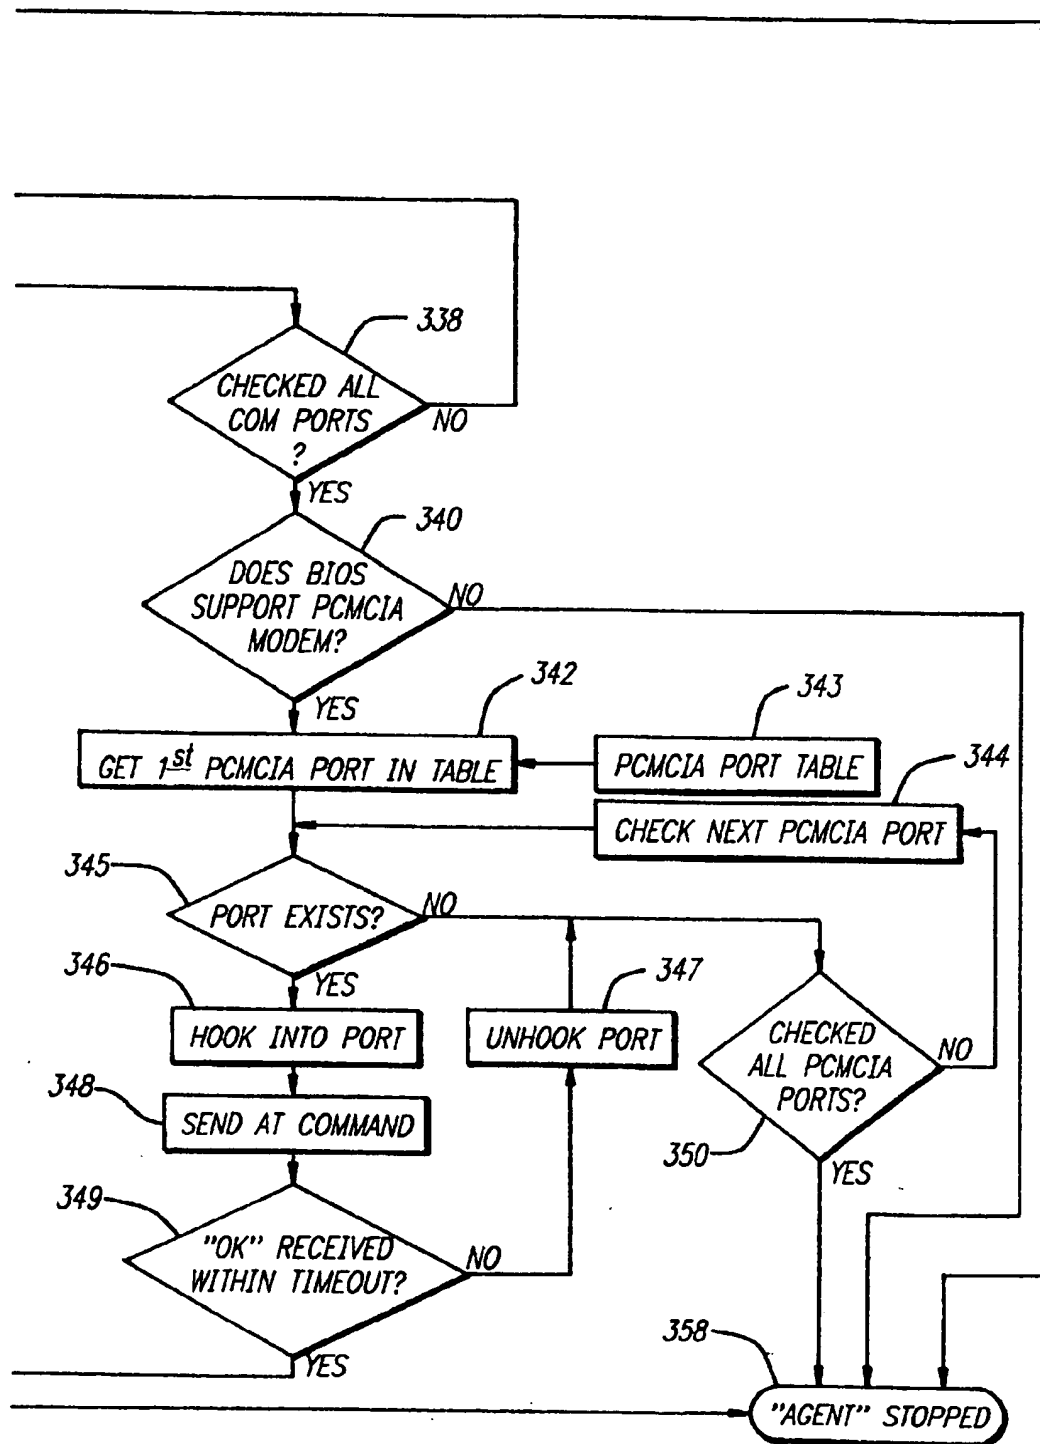 338
CHECKED ALL
COM PORTS
?
NO
YES
340
DOES BIOS
SUPPORT PCMCIA
MODEM?
NO
YES
342
343
GET 1st PCMCIA PORT IN TABLE
PCMCIA PORT TABLE
344
CHECK NEXT PCMCIA PORT
345
PORT EXISTS?
NO
YES
346
347
HOOK INTO PORT
UNHOOK PORT
CHECKED
ALL PCMCIA
PORTS?
NO
348
SEND AT COMMAND
350
YES
349
"OK" RECEIVED
WITHIN TIMEOUT?
NO
YES
358
"AGENT" STOPPED